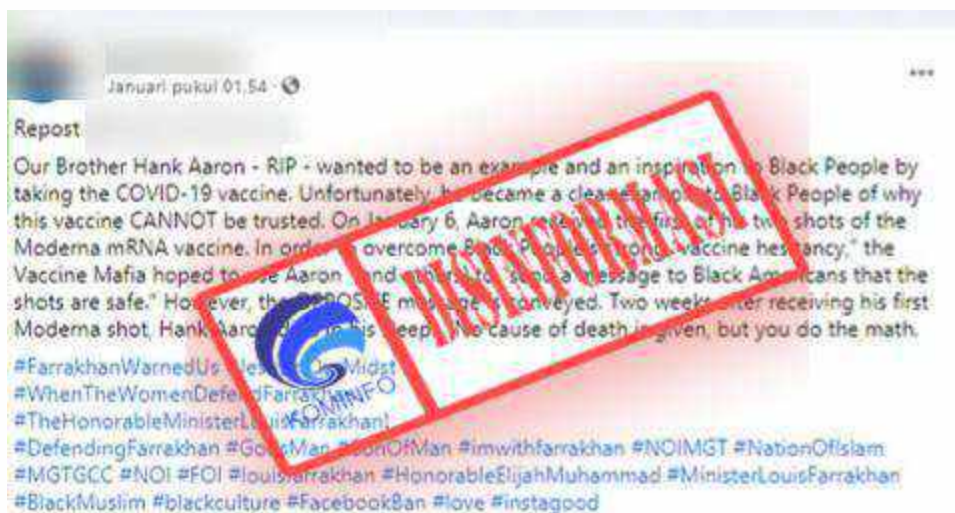 Januari pukul 01.54
Repost
Our Brother Hank Aaron - RIP - wanted to be an example and an inspiration to Black People by
taking the COVID-19 vaccine. Unfortunately, he became a clear example to Black People of why
this vaccine CANNOT be trusted. On January 6, Aaron received the first of his two shots of the
Moderna mRNA vaccine. In order to overcome Black People's strong "vaccine hesitancy," the
Vaccine Mafia hoped to use Aaron (and others) to "send a message to Black Americans that the
shots are safe." However, the OPPOSITE message is conveyed. Two weeks after receiving his first
Moderna shot, Hank Aaron died in his sleep. No cause of death is given, but you do the math.
#FarrakhanWarnedUs Midst
#WhenTheWomenDefendFarrakhan
#TheHonorableMinisterLouisFarrakhan
#DefendingFarrakhan #GodsMan #SonOfMan #imwithfarrakhan #NOIMGT #NationOfIslam
#MGTGCC #NOI #FOI #louisfarrakhan #HonorableElijahMuhammad #MinisterLouisFarrakhan
#BlackMuslim #blackculture #FacebookBan #love #instagood
KOMINFO
DISINFORMASI